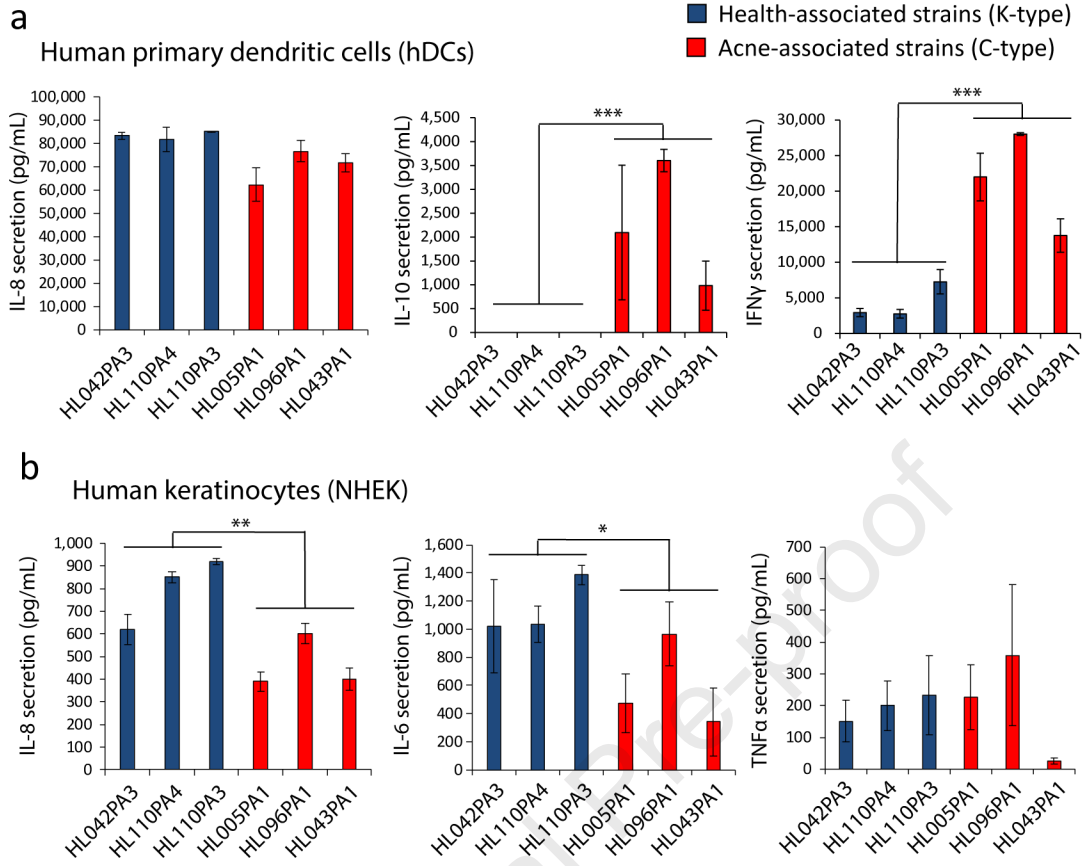 a
Health-associated strains (K-type)
Acne-associated strains (C-type)
Human primary dendritic cells (hDCs)
IL-8 secretion (pg/mL)
100,000
90,000
80,000
70,000
60,000
50,000
40,000
30,000
20,000
10,000
0
HL042PA3
HL110PA4
HL110PA3
HL005PA1
HL096PA1
HL043PA1
IL-10 secretion (pg/mL)
***
4,500
4,000
3,500
3,000
2,500
2,000
1,500
1,000
500
0
HL042PA3
HL110PA4
HL110PA3
HL005PA1
HL096PA1
HL043PA1
IFNγ secretion (pg/mL)
***
30,000
25,000
20,000
15,000
10,000
5,000
0
HL042PA3
HL110PA4
HL110PA3
HL005PA1
HL096PA1
HL043PA1
b
Human keratinocytes (NHEK)
IL-8 secretion (pg/mL)
**
1,000
900
800
700
600
500
400
300
200
100
0
HL042PA3
HL110PA4
HL110PA3
HL005PA1
HL096PA1
HL043PA1
IL-6 secretion (pg/mL)
*
1,600
1,400
1,200
1,000
800
600
400
200
0
HL042PA3
HL110PA4
HL110PA3
HL005PA1
HL096PA1
HL043PA1
TNFα secretion (pg/mL)
700
600
500
400
300
200
100
0
HL042PA3
HL110PA4
HL110PA3
HL005PA1
HL096PA1
HL043PA1
Pre-proof